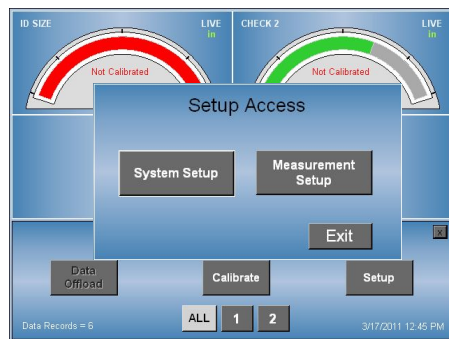 ID SIZE
LIVE
in
CHECK 2
LIVE
in
Not Calibrated
Not Calibrated
Setup Access
System Setup
Measurement
Setup
Exit
x
Data
Offload
Calibrate
Setup
ALL
1
2
Data Records = 6
3/17/2011 12:45 PM